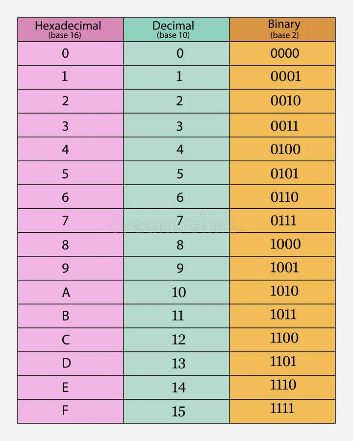 Hexadecimal Decimal Binary
(base 16) (base 10) (base 2)
0 0 0000
1 1 0001
2 2 0010
3 3 0011
4 4 0100
5 5 0101
6 6 0110
7 7 0111
8 8 1000
9 9 1001
A 10 1010
B 11 1011
C 12 1100
D 13 1101
E 14 1110
F 15 1111